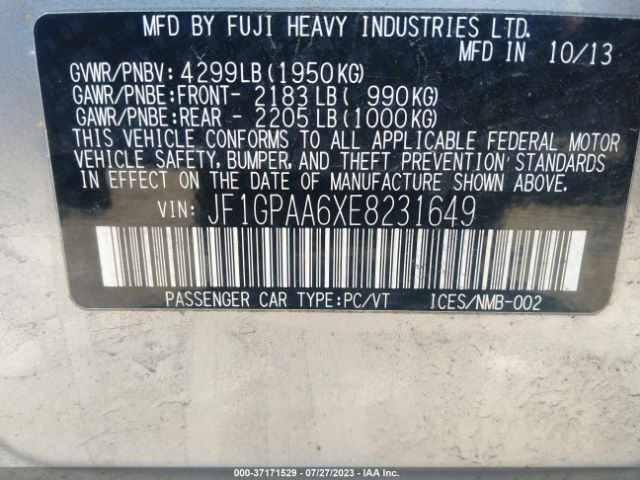 MFD BY FUJI HEAVY INDUSTRIES LTD.
MFD IN 10/13
GVWR/PNBV: 4299LB(1950KG)
GAWR/PNBE:FRONT- 2183LB( 990KG)
GAWR/PNBE:REAR - 2205LB(1000KG)
THIS VEHICLE CONFORMS TO ALL APPLICABLE FEDERAL MOTOR
VEHICLE SAFETY, BUMPER, AND THEFT PREVENTION STANDARDS
IN EFFECT ON THE DATE OF MANUFACTURE SHOWN ABOVE.
VIN: JF1GPAA6XE8231649
PASSENGER CAR TYPE:PC/VT ICES/NMB-002
000-37171529 - 07/27/2023 - IAA Inc.